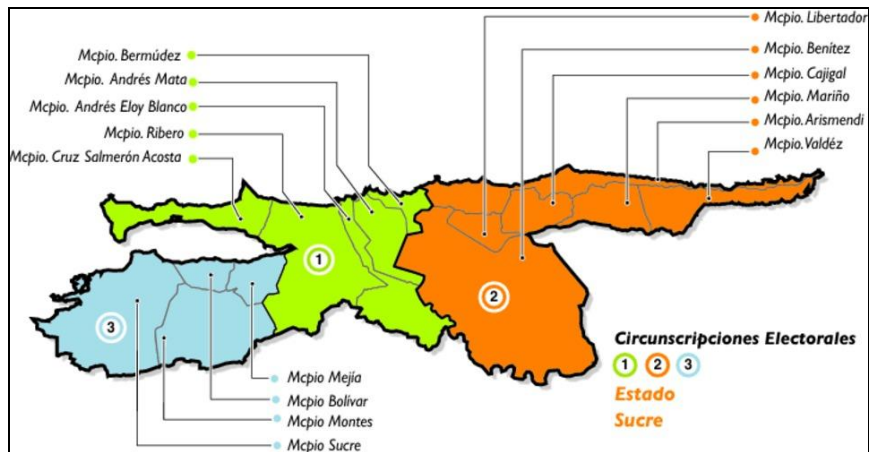 Mcpio. Libertador
Mcpio. Bermúdez
Mcpio. Benítez
Mcpio. Andrés Mata
Mcpio. Cajigal
Mcpio. Andrés Eloy Blanco
Mcpio. Mariño
Mcpio. Ribero
Mcpio. Arismendi
Mcpio. Cruz Salmerón Acosta
Mcpio. Valdéz
1
2
3
Circunscripciones Electorales
1 2 3
Estado
Sucre
Mcpio Mejía
Mcpio Bolívar
Mcpio Montes
Mcpio Sucre